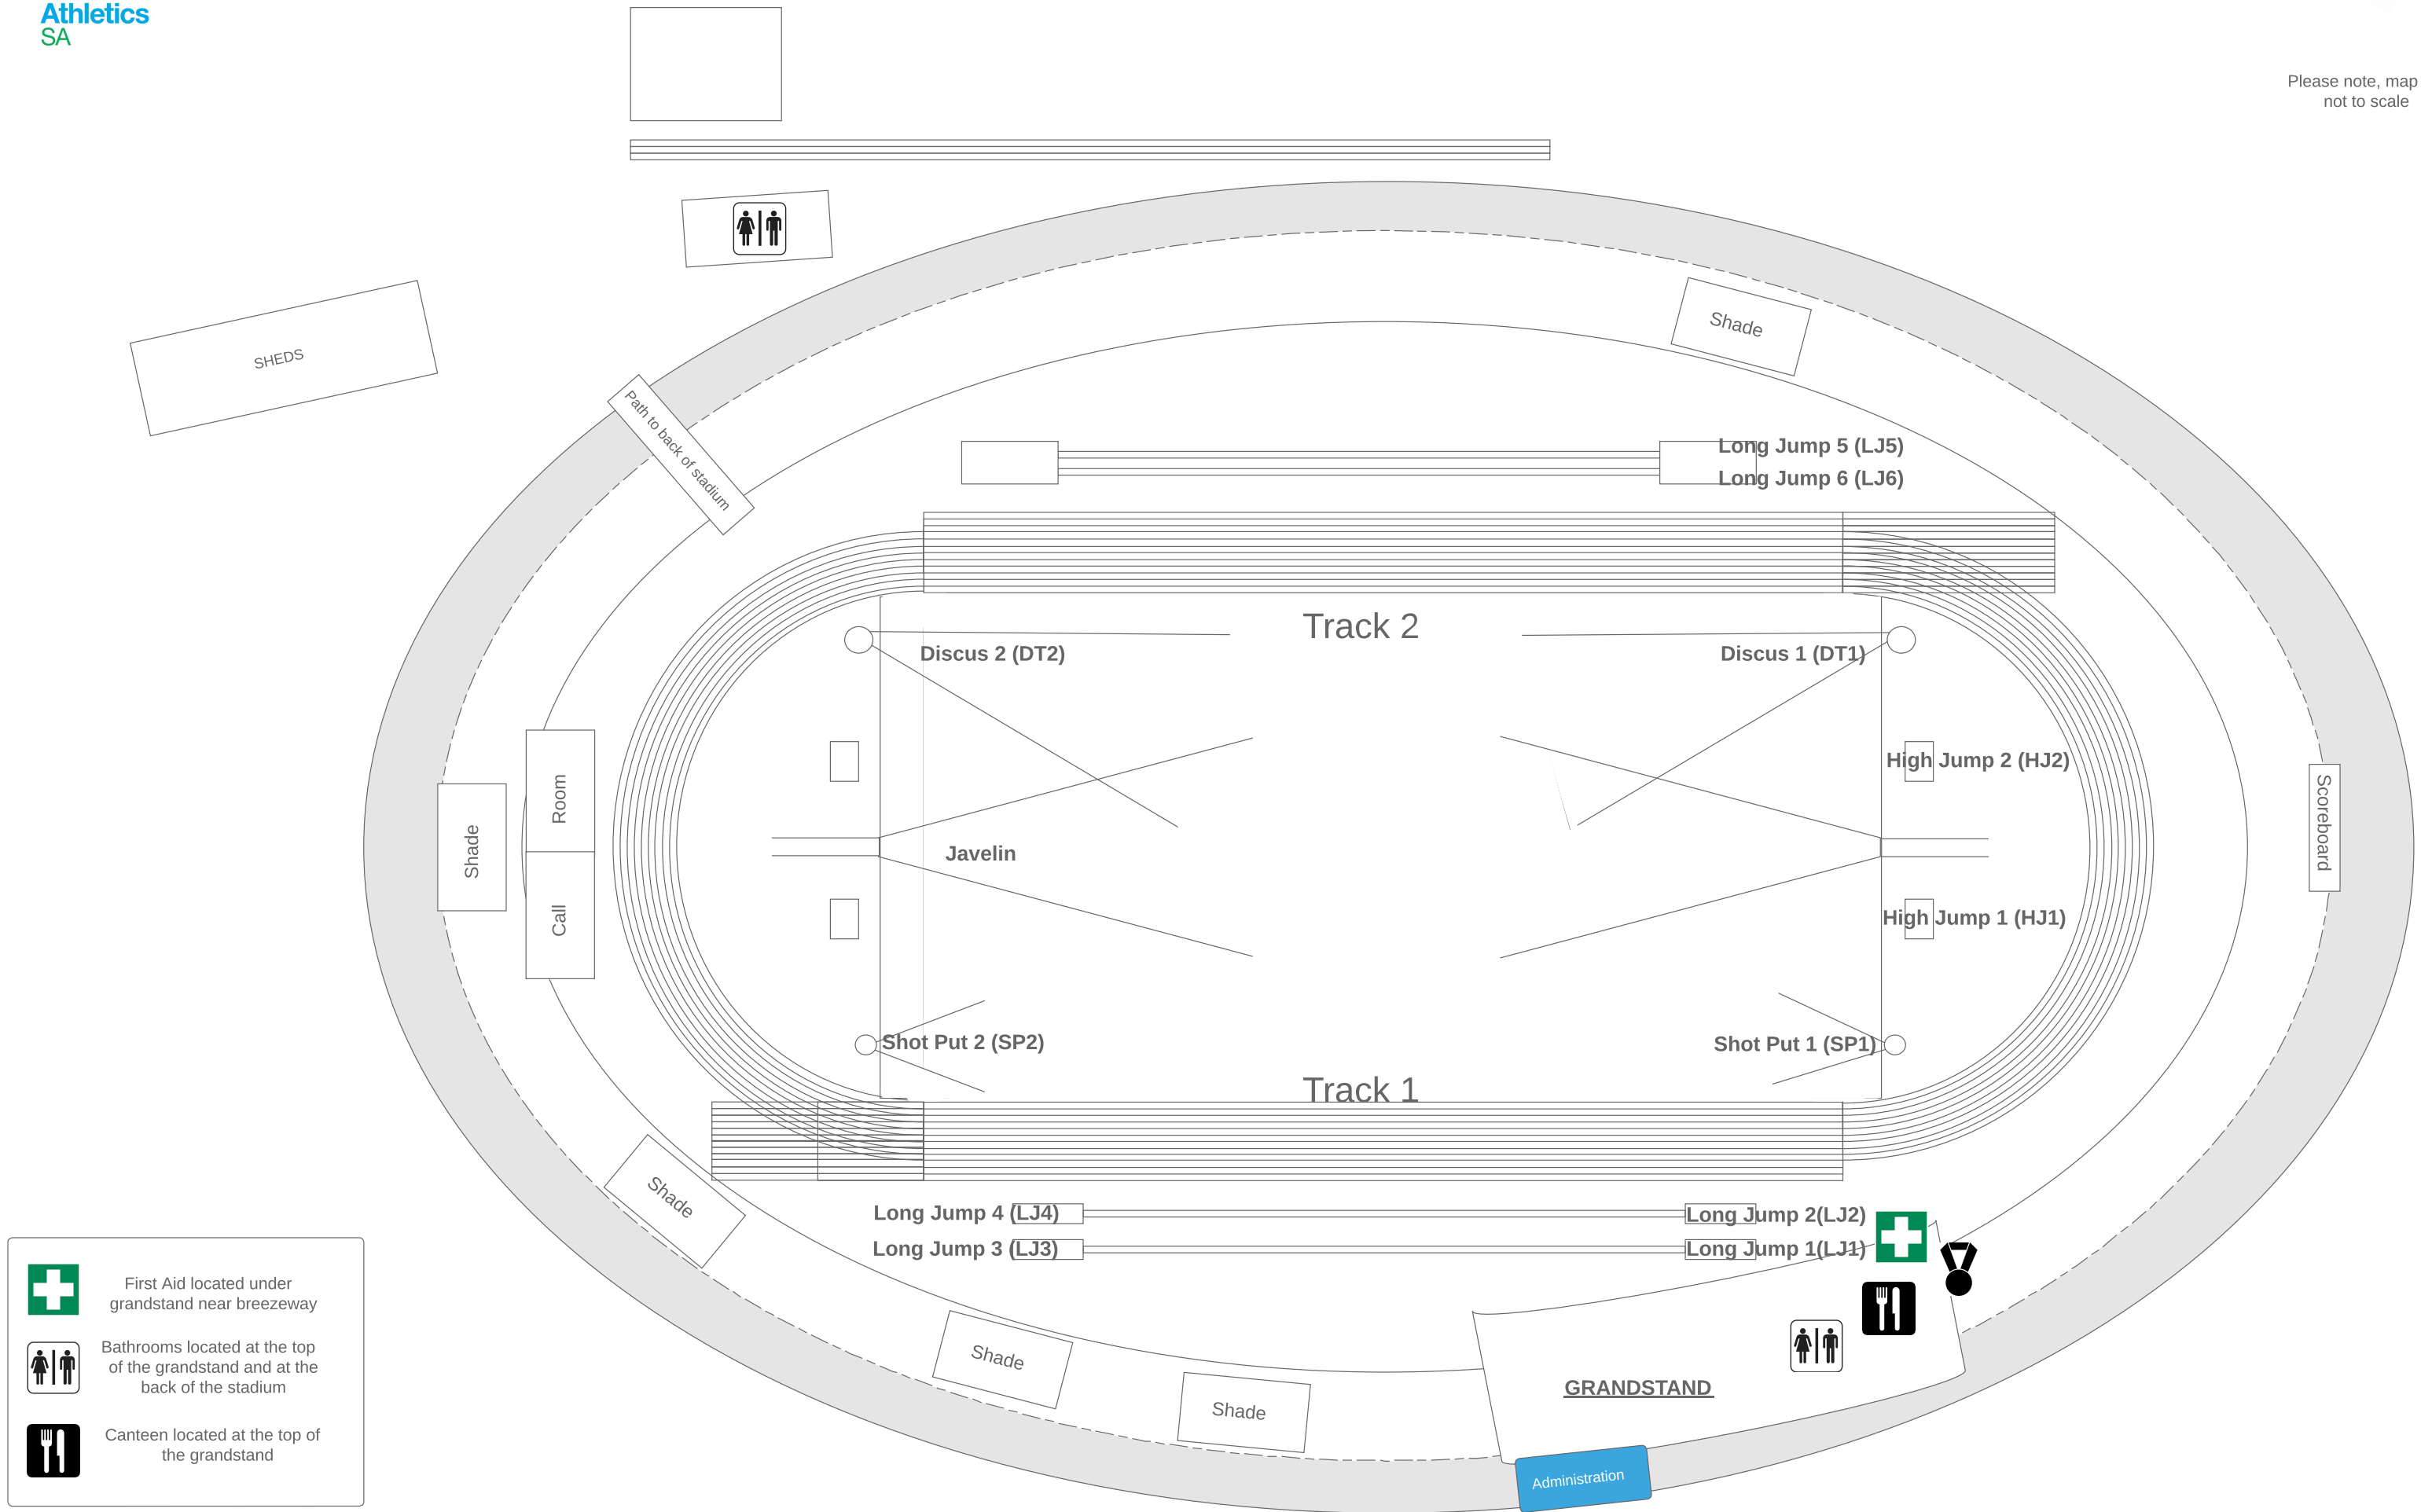 Athletics
SA
Please note, map
not to scale
Shade
SHEDS
Path to back of stadium
Long Jump 5 (LJ5)
Long Jump 6 (LJ6)
Track 2
Discus 2 (DT2)
Discus 1 (DT1)
High Jump 2 (HJ2)
Room
Call
Shade
Scoreboard
Javelin
High Jump 1 (HJ1)
Shot Put 2 (SP2)
Shot Put 1 (SP1)
Track 1
Shade
Long Jump 4 (LJ4)
Long Jump 2(LJ2)
Long Jump 3 (LJ3)
Long Jump 1(LJ1)
Shade
Shade
GRANDSTAND
Administration
First Aid located under
grandstand near breezeway
Bathrooms located at the top
of the grandstand and at the
back of the stadium
Canteen located at the top of
the grandstand